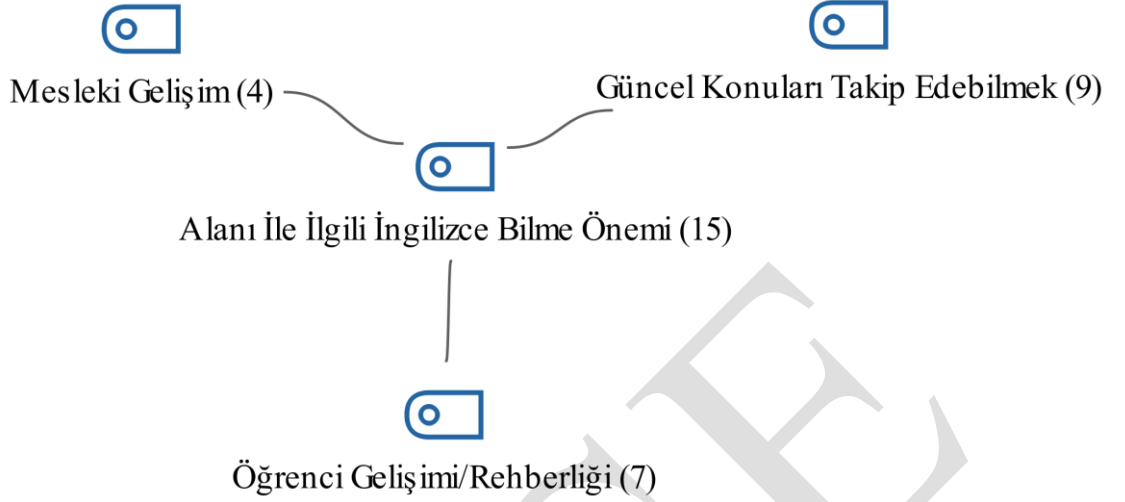 Mesleki Gelişim (4)
Güncel Konuları Takip Edebilmek (9)
Alanı İle İlgili İngilizce Bilme Önemi (15)
Öğrenci Gelişimi/Rehberliği (7)